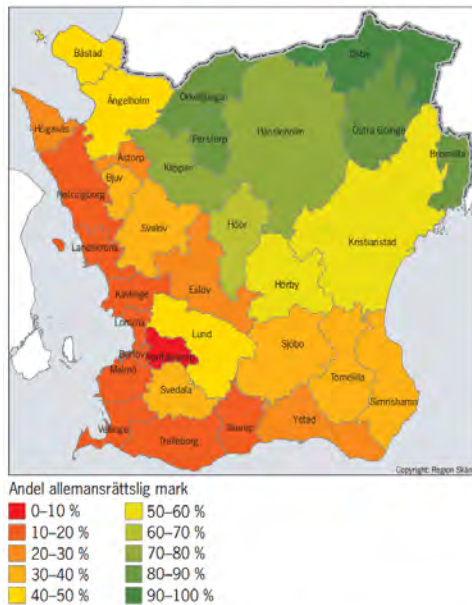 Båstad
Osby
Ängelholm
Örkelljunga
Hässleholm
Östra Göinge
Höganäs
Perstorp
Bromölla
Åstorp
Klippan
Bjuv
Helsingborg
Svalöv
Höör
Kristianstad
Landskrona
Eslöv
Hörby
Kävlinge
Lomma
Lund
Sjöbo
Burlöv
Staffanstorp
Malmö
Tomelilla
Svedala
Simrishamn
Vellinge
Trelleborg
Skurup
Ystad
Copyright: Region Skåne
Andel allemansrättslig mark
0–10 %
10–20 %
20–30 %
30–40 %
40–50 %
50–60 %
60–70 %
70–80 %
80–90 %
90–100 %